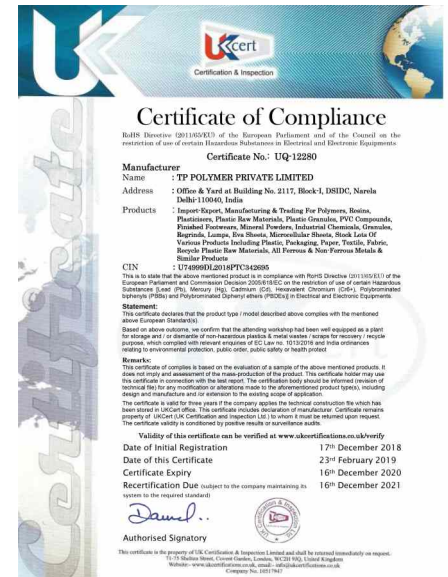 UKcert
Certification & Inspection
Certificate
Certificate of Compliance
RoHS Directive (2011/65/EU) of the European Parliament and of the Council on the
restriction of use of certain Hazardous Substances in Electrical and Electronic Equipments
Certificate No.: UQ-12280
Manufacturer
Name : TP POLYMER PRIVATE LIMITED
Address : Office & Yard at Building No. 2117, Block-I, DSIDC, Narela
Delhi-110040, India
Products : Import-Export, Manufacturing & Trading For Polymers, Resins,
Plasticizers, Plastic Raw Materials, Plastic Granules, PVC Compounds,
Finished Footwears, Mineral Powders, Industrial Chemicals, Granules,
Regrinds, Lumps, Eva Sheets, Microcellular Sheets, Stock Lots Of
Various Products Including Plastic, Packaging, Paper, Textile, Fabric,
Recycle Plastic Raw Materials, All Ferrous & Non-Ferrous Metals &
Similar Products
CIN : U74999DL2018PTC342695
This is to state that the above mentioned product is in compliance with RoHS Directive (2011/65/EU) of the
European Parliament and Commission Decision 2005/618/EC on the restriction of use of certain Hazardous
Substances [Lead (Pb), Mercury (Hg), Cadmium (Cd), Hexavalent Chromium (Cr6+), Polybrominated
biphenyls (PBBs) and Polybrominated Diphenyl ethers (PBDEs)] in Electrical and Electronic Equipments.
Statement:
This certificate declares that the product type / model described above complies with the mentioned
above European Standard(s).
Based on above outcome, we confirm that the attending workshop had been well equipped as a plant
for storage and / or dismantle of non-hazardous plastics & metal wastes / scraps for recovery / recycle
purpose, which complied with relevant enquires of EC Law no. 1013/2016 and India ordinances
relating to environmental protection, public order, public safety or health protect
Remarks:
This certificate of complies is based on the evaluation of a sample of the above mentioned products. It
does not imply and assessment of the mass-production of the product. This certificate holder may use
this certificate in connection with the test report. The certification body should be informed (revision of
technical file) for any modification or alterations made to the aforementioned product type(s), including
design and manufacture and /or extension to the existing scope of application.
The certificate is valid for three years if the company applies the technical construction file which has
been stored in UKCert office. This certificate includes declaration of manufacturer. Certificate remains
property of UKCert (UK Certification and Inspection Ltd.) to whom it must be returned upon request.
The certificate validity is conditioned by positive results or surveillance audits.
Validity of this certificate can be verified at www.ukcertifications.co.uk/verify
Date of Initial Registration 17th December 2018
Date of this Certificate 23rd February 2019
Certificate Expiry 16th December 2020
Recertification Due (subject to the company maintaining its 16th December 2021
system to the required standard)
Authorised Signatory
This certificate is the property of UK Certification & Inspection Limited and shall be returned immediately on request.
71-75 Shelton Street, Covent Garden, London, WC2H 9JQ, United Kingdom
Website:- www.ukcertifications.co.uk, email:- info@ukcertifications.co.uk
Company No. 10517947